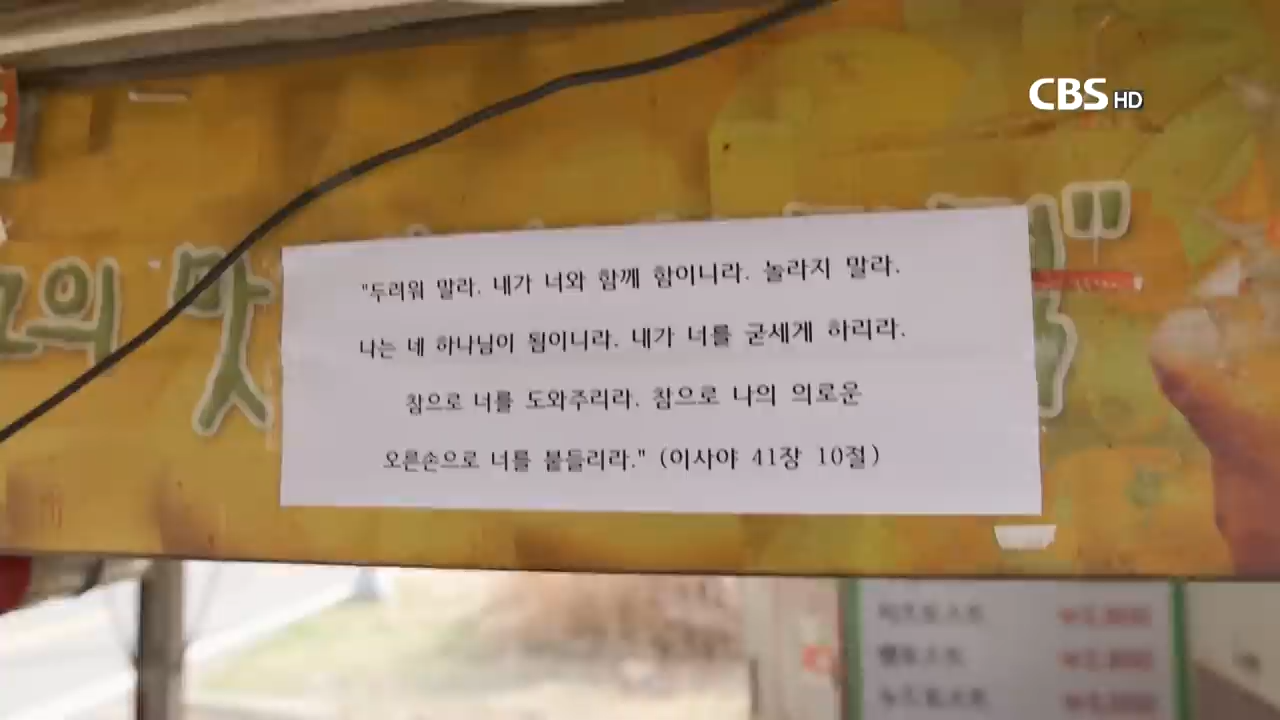 CBS HD
그의 맛
"두려워 말라. 내가 너와 함께 함이니라. 놀라지 말라.
나는 네 하나님이 됨이니라. 내가 너를 굳세게 하리라.
참으로 너를 도와주리라. 참으로 나의 의로운
오른손으로 너를 붙들리라." (이사야 41장 10절)